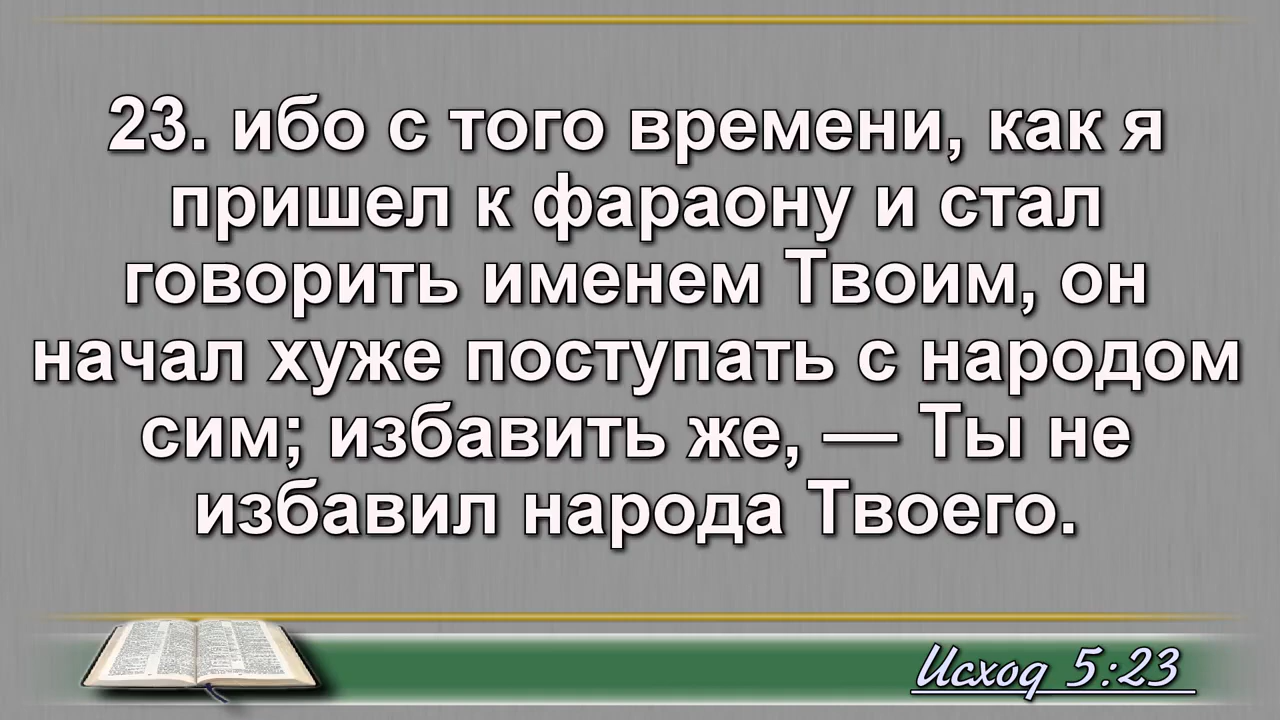 23. ибо с того времени, как я
пришел к фараону и стал
говорить именем Твоим, он
начал хуже поступать с народом
сим; избавить же, — Ты не
избавил народа Твоего.
Исход 5:23